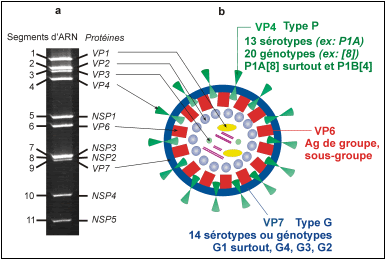 a
b
Segments d'ARN
Protéines
1
VP1
2
VP2
3
VP3
4
VP4
5
NSP1
6
VP6
7
NSP3
8
NSP2
9
VP7
10
NSP4
11
NSP5
VP4 Type P
13 sérotypes (ex: P1A)
20 génotypes (ex: [8])
P1A[8] surtout et P1B[4]
VP6
Ag de groupe,
sous-groupe
VP7 Type G
14 sérotypes ou génotypes
G1 surtout, G4, G3, G2